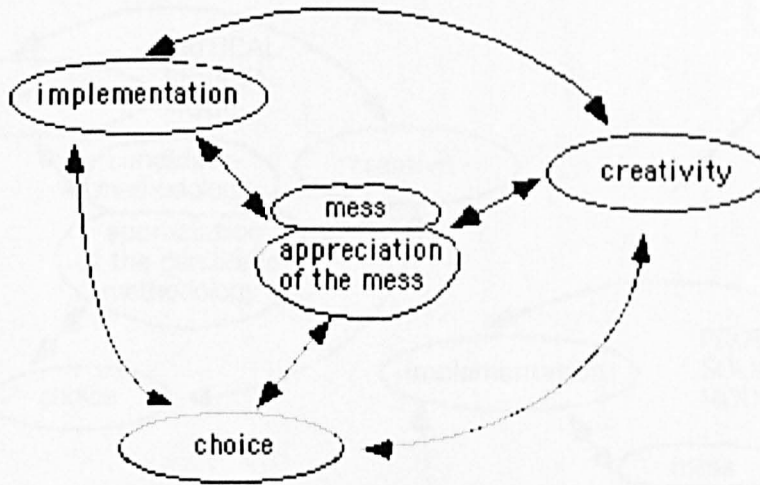 implementation
creativity
mess
appreciation
of the mess
choice